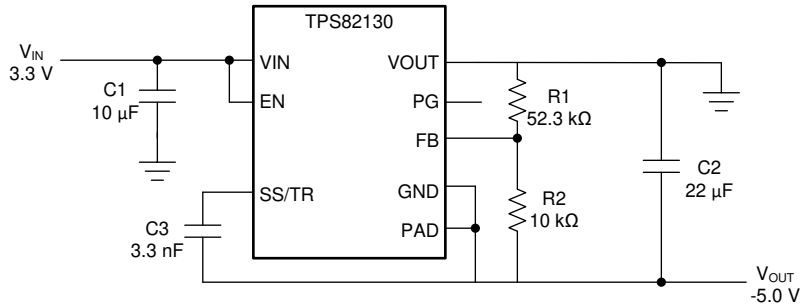 TPS82130
VIN
3.3 V
C1
10 µF
VIN
EN
SS/TR
C3
3.3 nF
VOUT
PG
FB
GND
PAD
R1
52.3 kΩ
R2
10 kΩ
C2
22 µF
VOUT
-5.0 V